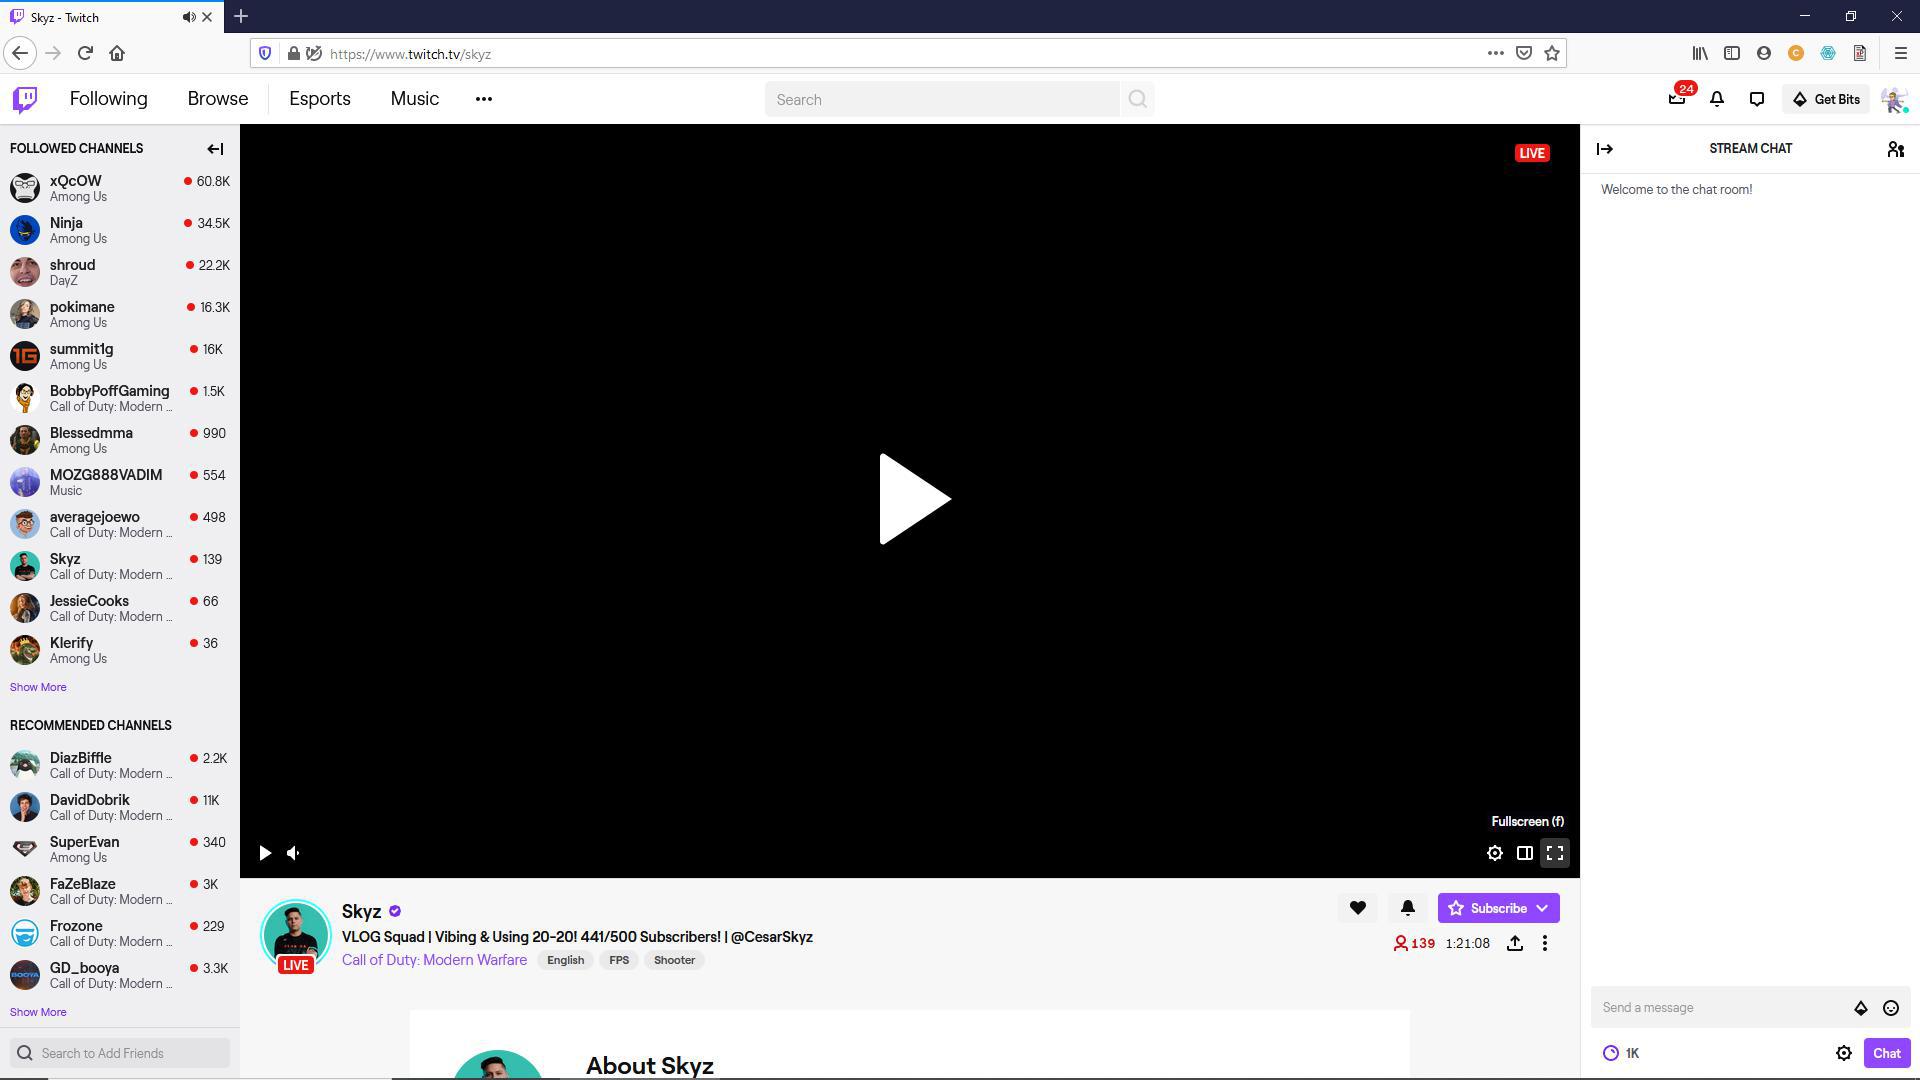 Skyz - Twitch
https://www.twitch.tv/skyz
Following
Browse
Esports
Music
Search
24
Get Bits
FOLLOWED CHANNELS
xQcOW
60.8K
Among Us
Ninja
34.5K
Among Us
shroud
22.2K
DayZ
pokimane
16.3K
Among Us
summit1g
16K
Among Us
BobbyPoffGaming
1.5K
Call of Duty: Modern ...
Blessedmma
990
Among Us
MOZG888VADIM
554
Music
averagejoewo
498
Call of Duty: Modern ...
Skyz
139
Call of Duty: Modern ...
JessieCooks
66
Call of Duty: Modern ...
Klerify
36
Among Us
Show More
RECOMMENDED CHANNELS
DiazBiffle
2.2K
Call of Duty: Modern ...
DavidDobrik
11K
Call of Duty: Modern ...
SuperEvan
340
Among Us
FaZeBlaze
3K
Call of Duty: Modern ...
Frozone
229
Call of Duty: Modern ...
GD_booya
3.3K
Call of Duty: Modern ...
Show More
Search to Add Friends
LIVE
Fullscreen (f)
LIVE
Skyz
VLOG Squad | Vibing & Using 20-20! 441/500 Subscribers! | @CesarSkyz
Call of Duty: Modern Warfare
English
FPS
Shooter
Subscribe
139
1:21:08
About Skyz
STREAM CHAT
Welcome to the chat room!
Send a message
1K
Chat